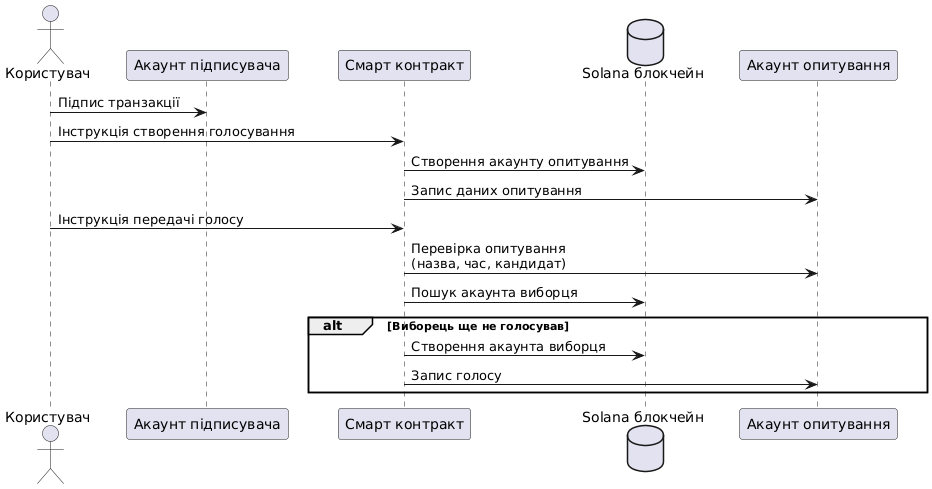 Користувач
Акаунт підписувача
Смарт контракт
Solana блокчейн
Акаунт опитування
Підпис транзакції
Інструкція створення голосування
Створення акаунту опитування
Запис даних опитування
Інструкція передачі голосу
Перевірка опитування
(назва, час, кандидат)
Пошук акаунта виборця
alt
[Виборець ще не голосував]
Створення акаунта виборця
Запис голосу
Користувач
Акаунт підписувача
Смарт контракт
Solana блокчейн
Акаунт опитування